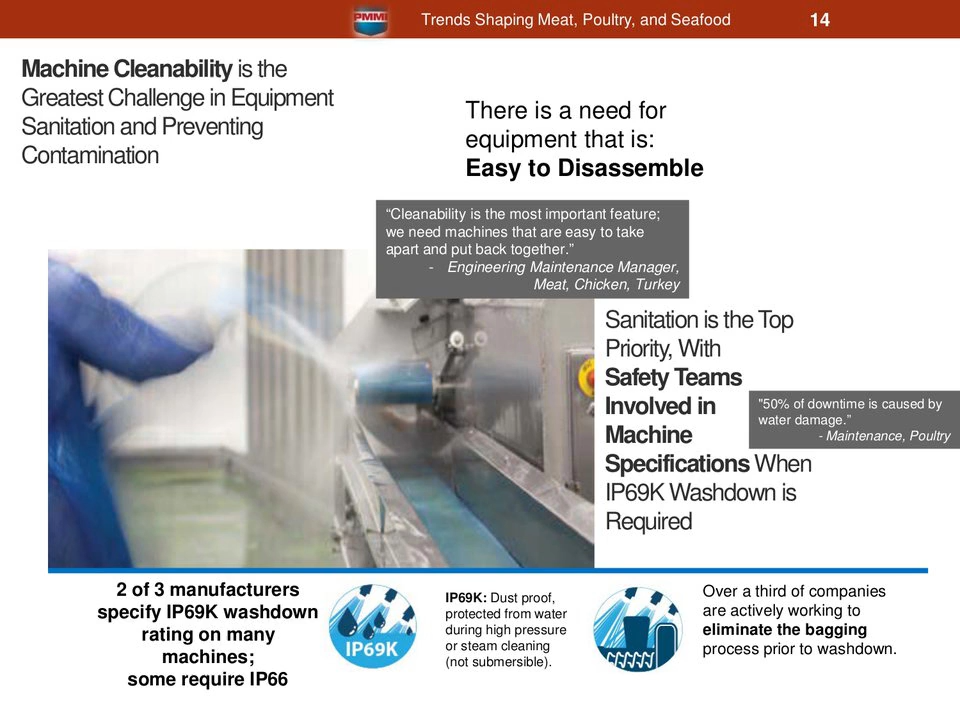 PMMI
Trends Shaping Meat, Poultry, and Seafood
14
Machine Cleanability is the
Greatest Challenge in Equipment
Sanitation and Preventing
Contamination
There is a need for
equipment that is:
Easy to Disassemble
“Cleanability is the most important feature;
we need machines that are easy to take
apart and put back together.”
- Engineering Maintenance Manager,
Meat, Chicken, Turkey
Sanitation is the Top
Priority, With
Safety Teams
Involved in
Machine
Specifications When
IP69K Washdown is
Required
"50% of downtime is caused by
water damage.”
- Maintenance, Poultry
2 of 3 manufacturers
specify IP69K washdown
rating on many
machines;
some require IP66
IP69K
IP69K: Dust proof,
protected from water
during high pressure
or steam cleaning
(not submersible).
Over a third of companies
are actively working to
eliminate the bagging
process prior to washdown.